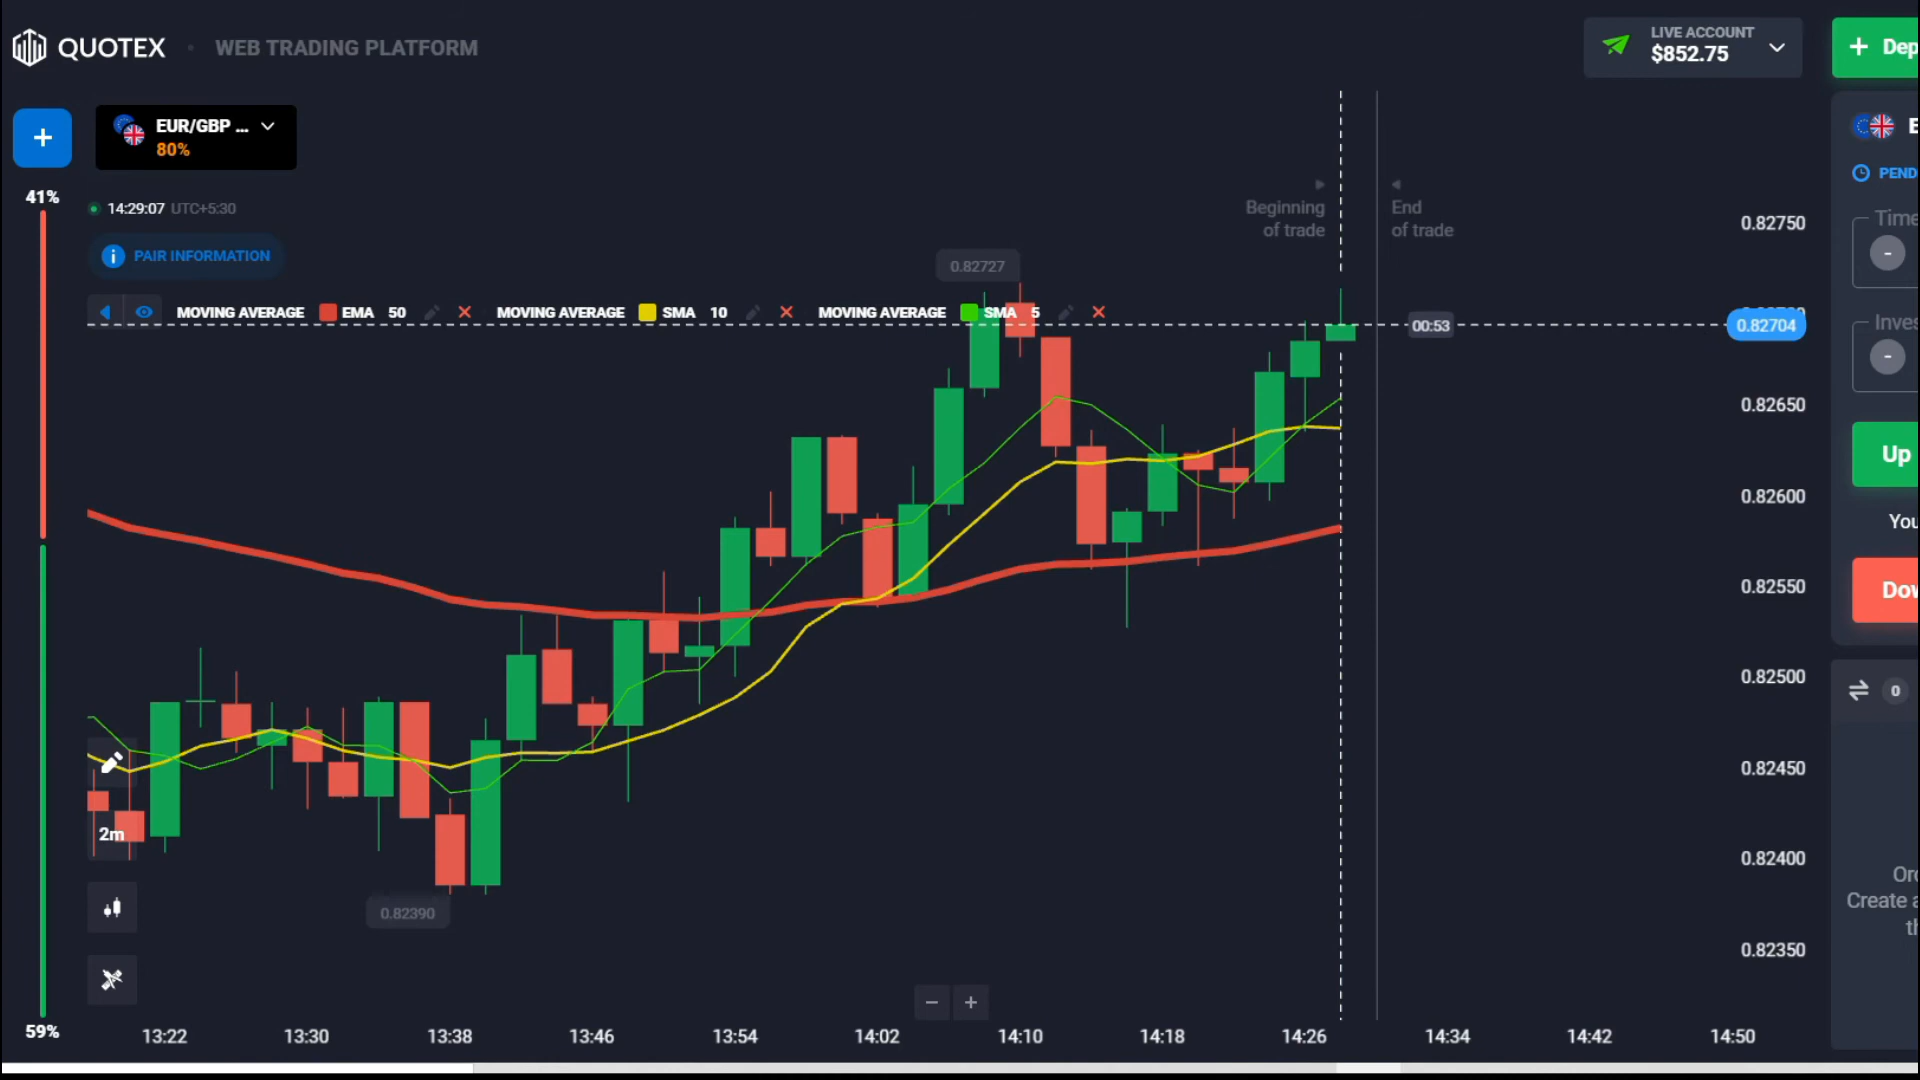 QUOTEX
WEB TRADING PLATFORM
LIVE ACCOUNT
$852.75
+ Dep
EUR/GBP ...
80%
41%
14:29:07 UTC+5:30
PAIR INFORMATION
MOVING AVERAGE EMA 50 MOVING AVERAGE SMA 10 MOVING AVERAGE SMA 5
Beginning
of trade
End
of trade
0.82727
00:53
0.82750
0.82704
0.82650
0.82600
0.82550
0.82500
0.82450
0.82400
0.82350
PEND
Time
-
Inves
-
Up
You
Dow
0
Orc
Create a
th
2m
0.82390
− +
59%
13:22 13:30 13:38 13:46 13:54 14:02 14:10 14:18 14:26 14:34 14:42 14:50